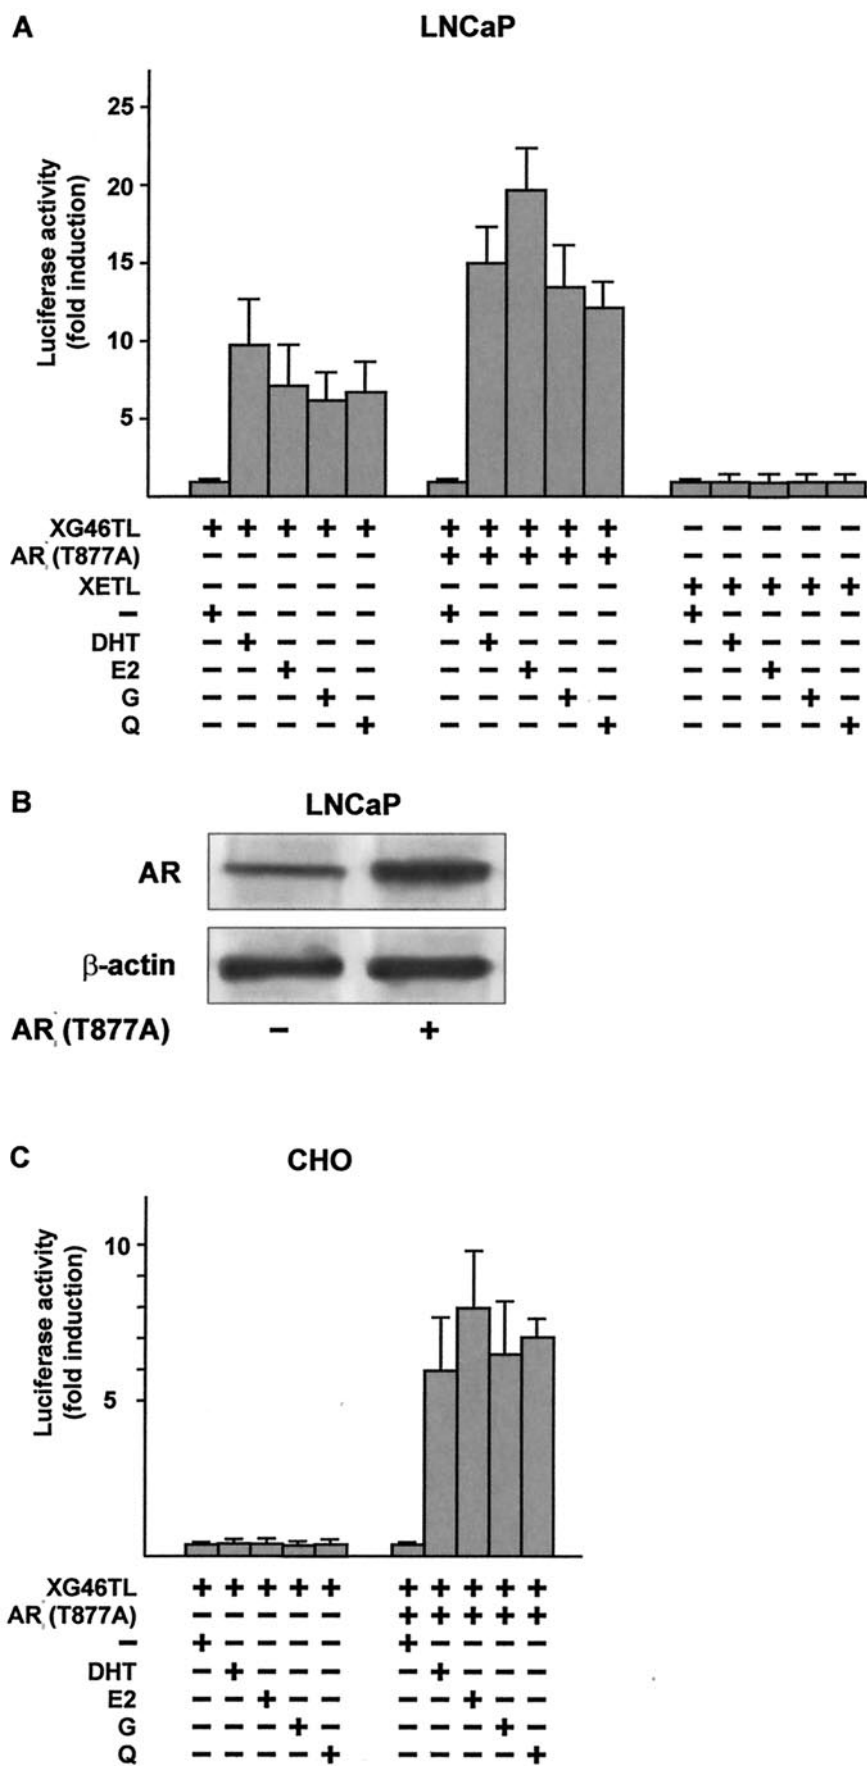 A
LNCaP
Luciferase activity
(fold induction)
25
20
15
10
5
XG46TL + + + + + + + + + + − − − − −
AR (T877A) − − − − − + + + + + − − − − −
XETL − − − − − − − − − − + + + + +
− + − − − − + − − − − + − − − −
DHT − + − − − − + − − − − + − − −
E2 − − + − − − − + − − − − + − −
G − − − + − − − − + − − − − + −
Q − − − − + − − − − + − − − − +
B
LNCaP
AR
β-actin
AR (T877A) − +
C
CHO
Luciferase activity
(fold induction)
10
5
XG46TL + + + + + + + + + +
AR (T877A) − − − − − + + + + +
− + − − − − + − − − −
DHT − + − − − − + − − −
E2 − − + − − − − + − −
G − − − + − − − − + −
Q − − − − + − − − − +